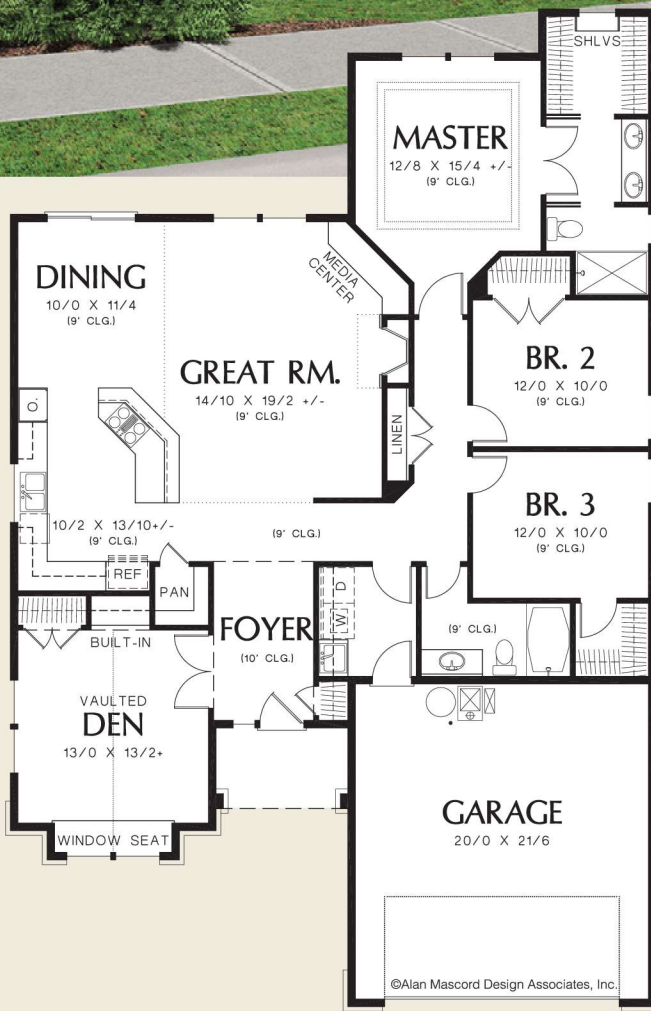 SHLVS
MASTER
12/8 X 15/4 +/-
(9' CLG.)
MEDIA
CENTER
DINING
10/0 X 11/4
(9' CLG.)
GREAT RM.
14/10 X 19/2 +/-
(9' CLG.)
BR. 2
12/0 X 10/0
(9' CLG.)
LINEN
BR. 3
12/0 X 10/0
(9' CLG.)
10/2 X 13/10+/-
(9' CLG.)
(9' CLG.)
REF
PAN
D
W
FOYER
(10' CLG.)
(9' CLG.)
BUILT-IN
VAULTED
DEN
13/0 X 13/2+
WINDOW SEAT
GARAGE
20/0 X 21/6
©Alan Mascord Design Associates, Inc.